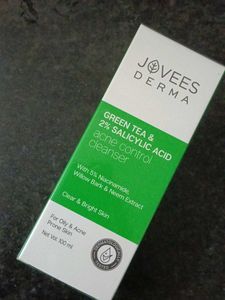 JOVEES
DERMA
GREEN TEA &
2% SALICYLIC ACID
acne control
cleanser
With 5% Niacinamide,
Willow Bark & Neem Extract
Clear & Bright Skin
For Oily & Acne
Prone Skin
Net Vol. 100 ml